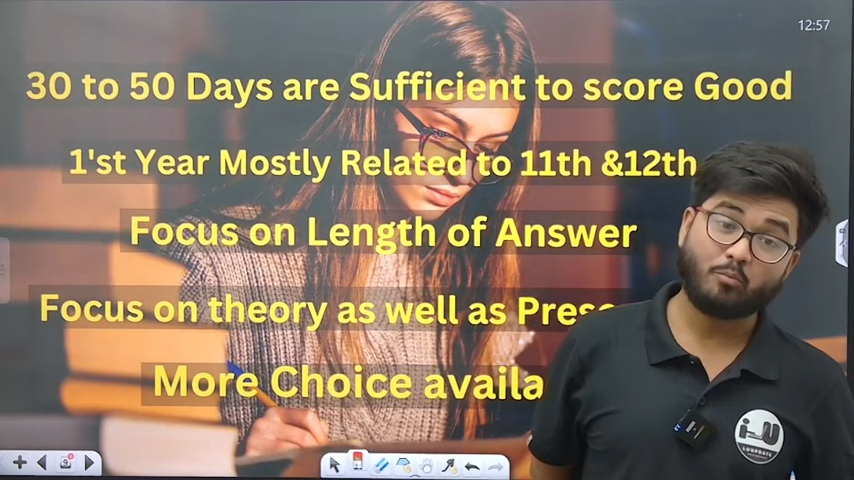 12:57
30 to 50 Days are Sufficient to score Good
1'st Year Mostly Related to 11th &12th
Focus on Length of Answer
Focus on theory as well as
More Choice
9
i-U